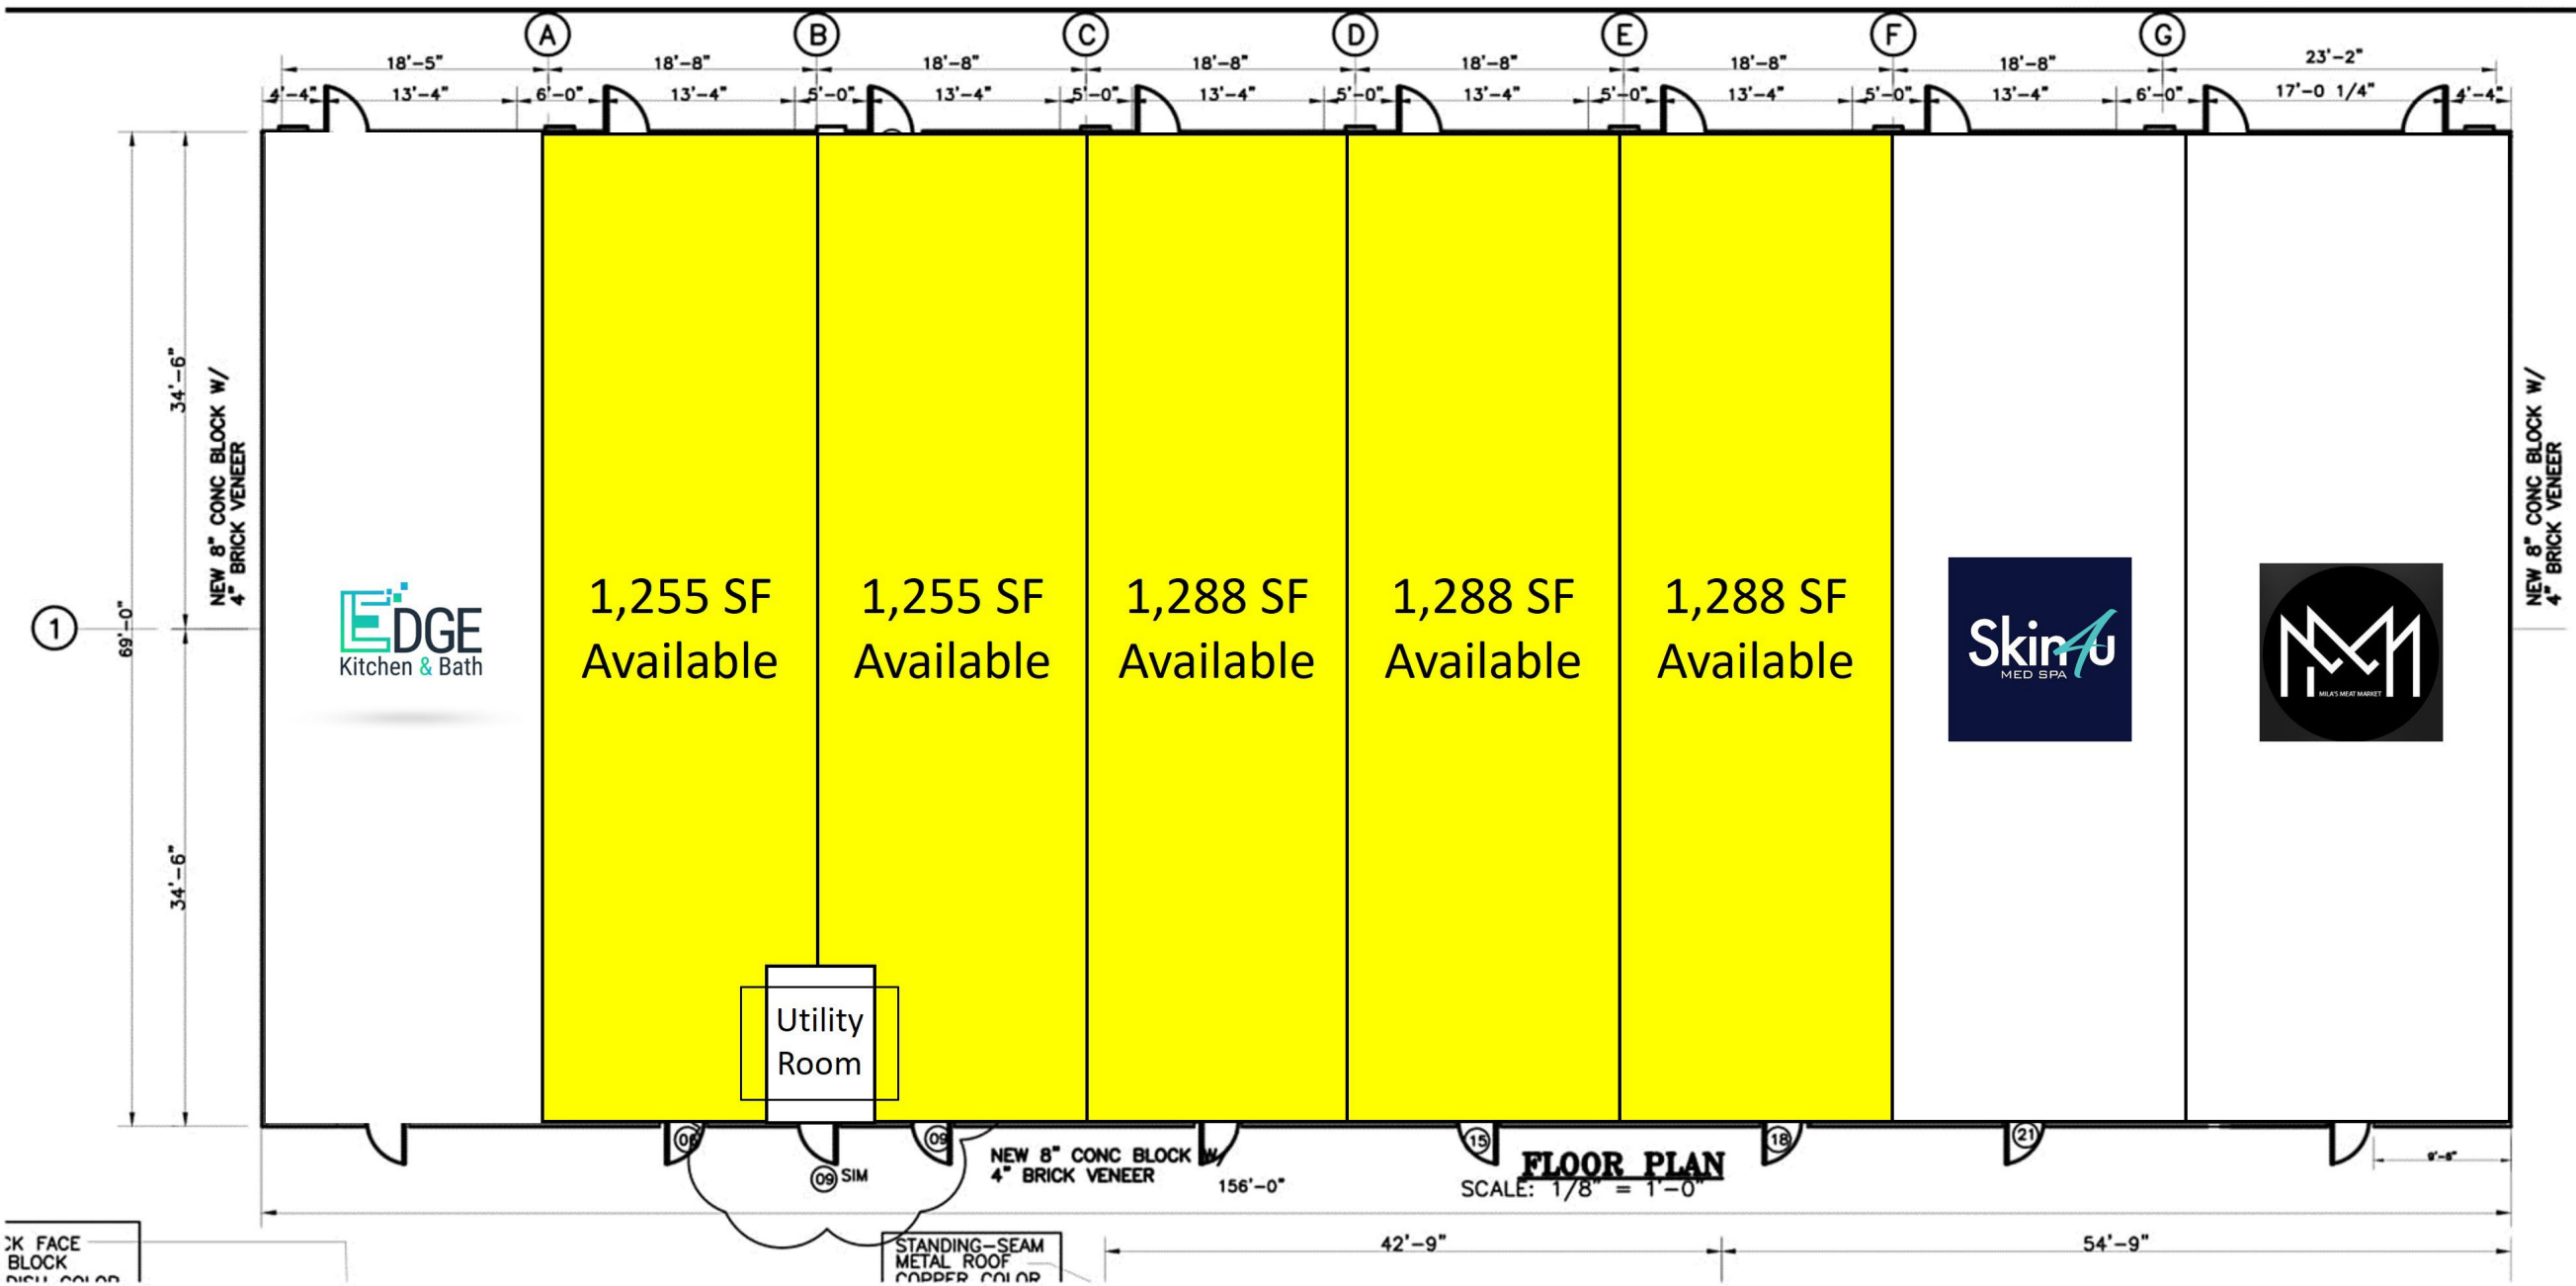 A B C D E F G
18'-5" 18'-8" 18'-8" 18'-8" 18'-8" 18'-8" 18'-8" 23'-2"
4'-4" 13'-4" 6'-0" 13'-4" 5'-0" 13'-4" 5'-0" 13'-4" 5'-0" 13'-4" 5'-0" 13'-4" 5'-0" 13'-4" 6'-0" 17'-0 1/4" 4'-4"
1
69'-0"
34'-6"
34'-6"
NEW 8" CONC BLOCK W/
4" BRICK VENEER
EDGE
Kitchen & Bath
1,255 SF
Available
1,255 SF
Available
1,288 SF
Available
1,288 SF
Available
1,288 SF
Available
Skin4u
MED SPA
MM
MILA'S MEAT MARKET
NEW 8" CONC BLOCK W/
4" BRICK VENEER
Utility
Room
09 15 18 21
09 SIM
NEW 8" CONC BLOCK W/
4" BRICK VENEER
156'-0"
FLOOR PLAN
SCALE: 1/8" = 1'-0"
42'-9" 54'-9"
CK FACE
BLOCK
STANDING-SEAM
METAL ROOF
COPPER COLOR